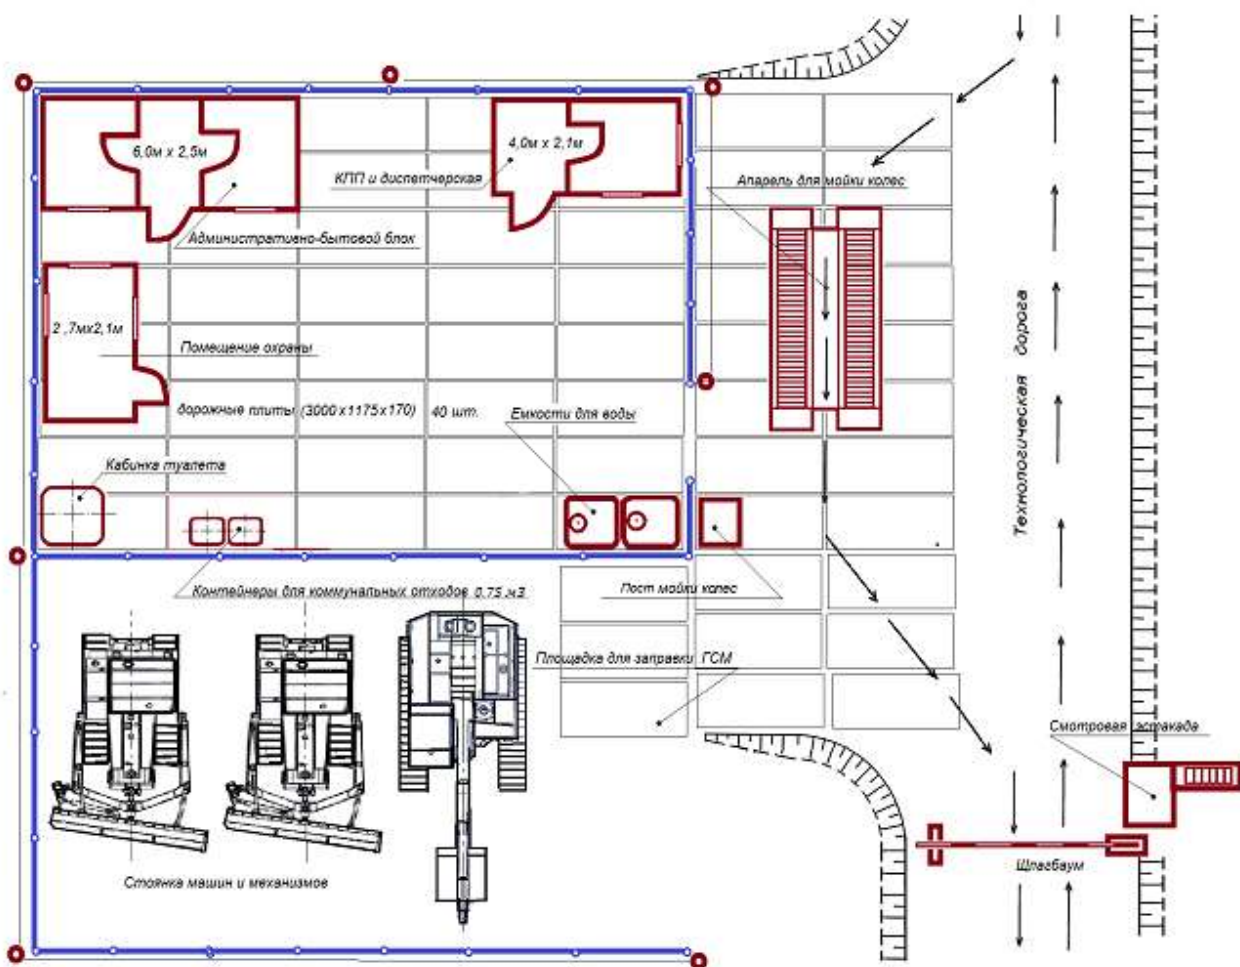 6,0м х 2,5м
4,0м х 2,1м
КПП и диспетчерская
Апарель для мойки колес
Административно-бытовой блок
2 ,7мх2,1м
Помещение охраны
Технологическая дорога
дорожные плиты (3000х1175х170) 40 шт.
Емкости для воды
Кабинка туалета
Контейнеры для коммунальных отходов 0.75 м3
Пост мойки колес
Площадка для заправки ГСМ
Смотровая эстакада
Шлагбаум
Стоянка машин и механизмов